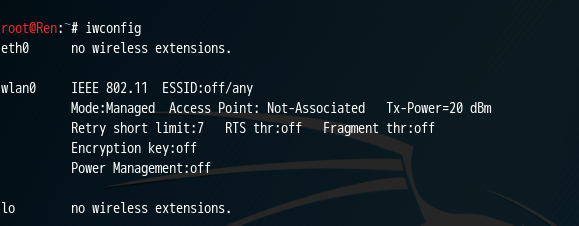 root@Ren:~# iwconfig
eth0      no wireless extensions.
wlan0     IEEE 802.11  ESSID:off/any
          Mode:Managed  Access Point: Not-Associated   Tx-Power=20 dBm
          Retry short limit:7   RTS thr:off   Fragment thr:off
          Encryption key:off
          Power Management:off
lo        no wireless extensions.